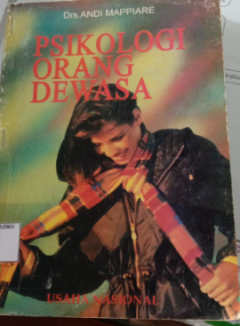 Drs. ANDI MAPPIARE
PSIKOLOGI
ORANG
DEWASA
USAHA NASIONAL